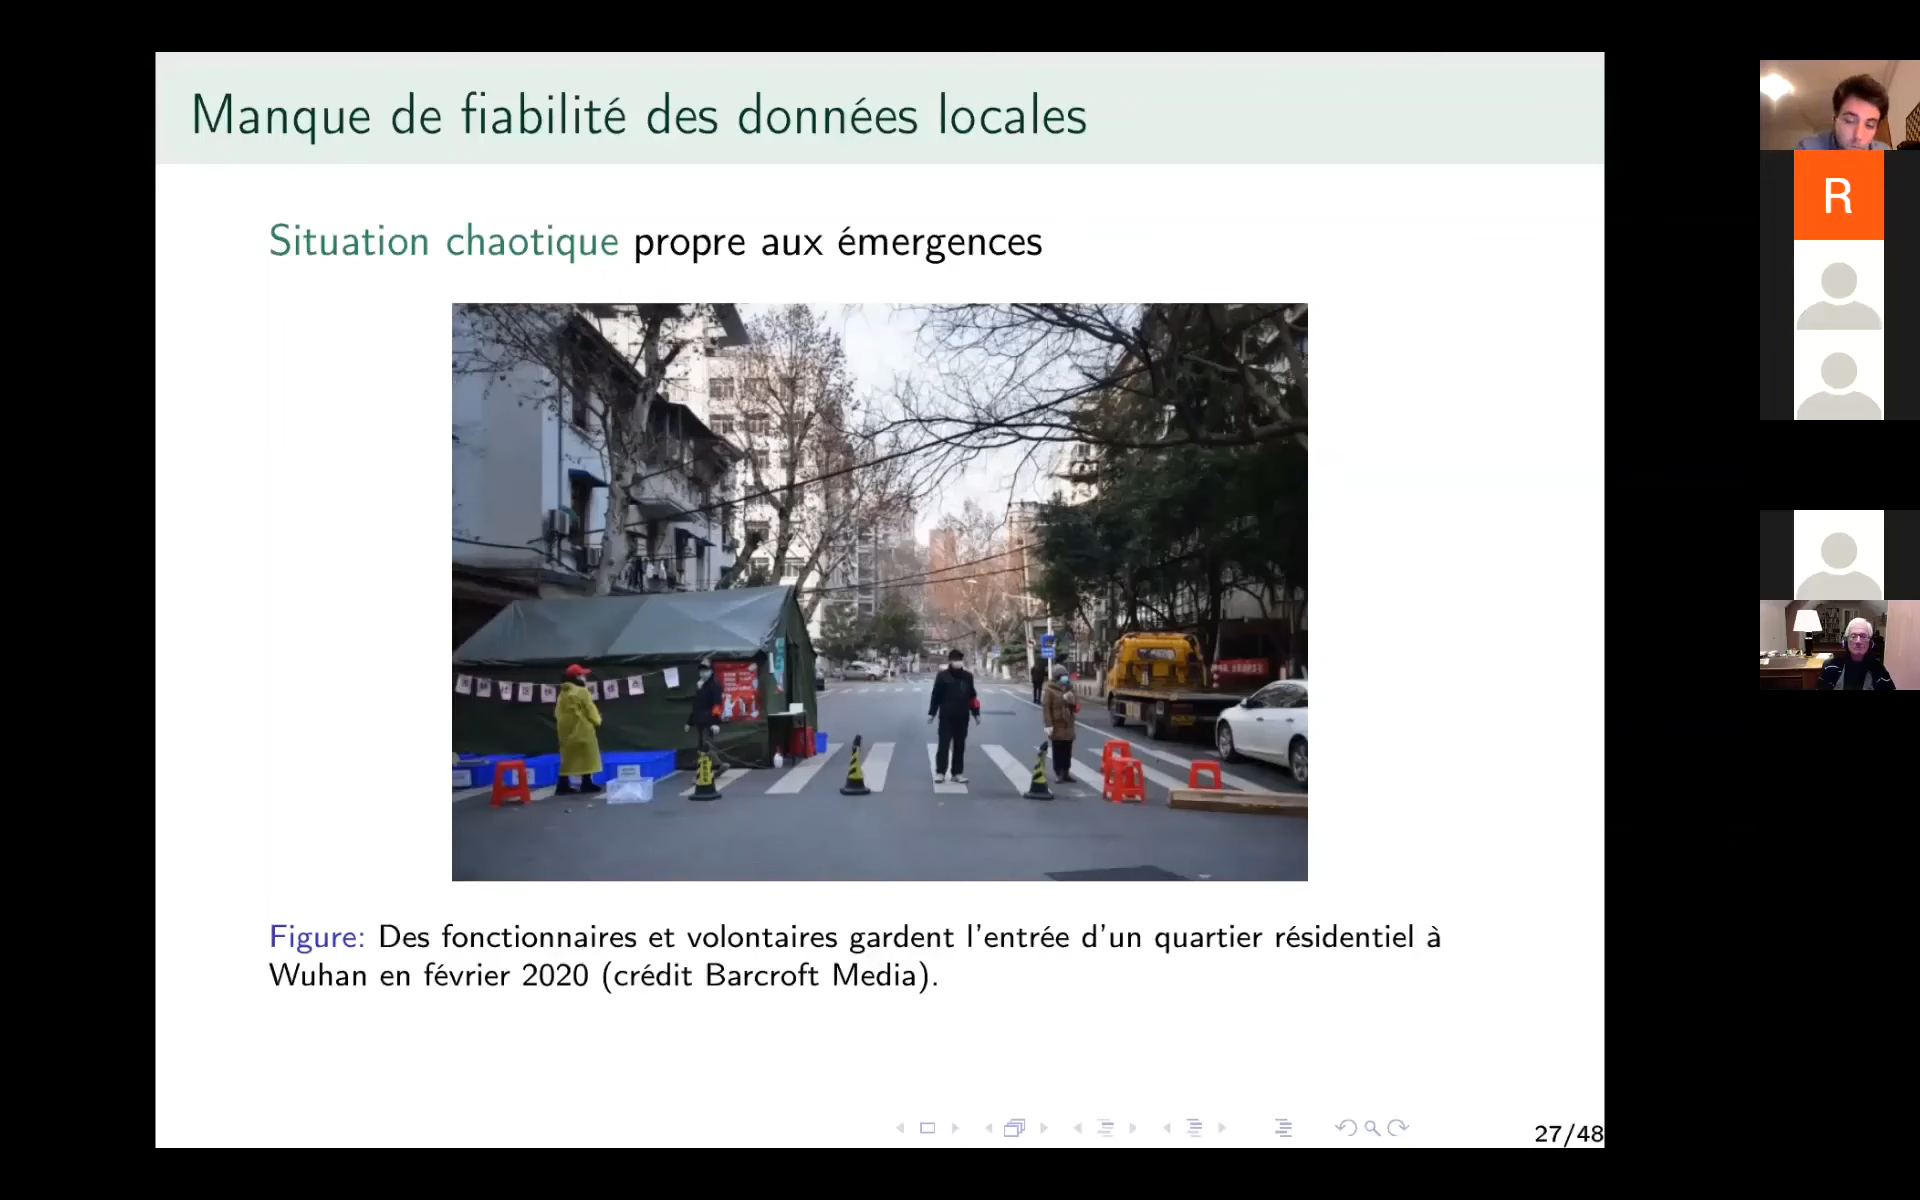 Manque de fiabilité des données locales
Situation chaotique propre aux émergences
Figure: Des fonctionnaires et volontaires gardent l'entrée d'un quartier résidentiel à
Wuhan en février 2020 (crédit Barcroft Media).
27/48
R